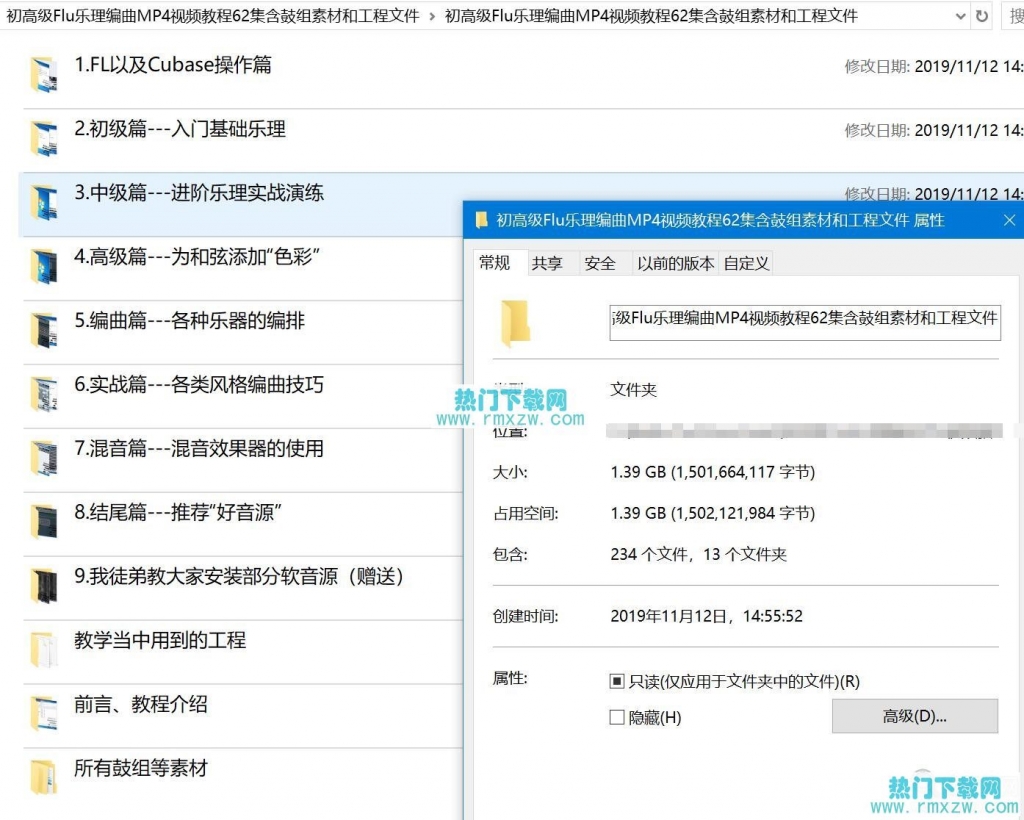 初高级Flu乐理编曲MP4视频教程62集含鼓组素材和工程文件 > 初高级Flu乐理编曲MP4视频教程62集含鼓组素材和工程文件
搜
1.FL以及Cubase操作篇
修改日期: 2019/11/12 14:
2.初级篇---入门基础乐理
修改日期: 2019/11/12 14:
3.中级篇---进阶乐理实战演练
修改日期: 2019/11/12 14:
4.高级篇---为和弦添加“色彩”
5.编曲篇---各种乐器的编排
6.实战篇---各类风格编曲技巧
7.混音篇---混音效果器的使用
8.结尾篇---推荐“好音源”
9.我徒弟教大家安装部分软音源（赠送）
教学当中用到的工程
前言、教程介绍
所有鼓组等素材
初高级Flu乐理编曲MP4视频教程62集含鼓组素材和工程文件 属性
常规 共享 安全 以前的版本 自定义
级Flu乐理编曲MP4视频教程62集含鼓组素材和工程文件
文件夹
热门下载网
www.rmxzw.com
位置:
大小: 1.39 GB (1,501,664,117 字节)
占用空间: 1.39 GB (1,502,121,984 字节)
包含: 234 个文件，13 个文件夹
创建时间: 2019年11月12日，14:55:52
属性: 只读(仅应用于文件夹中的文件)(R)
隐藏(H) 高级(D)...
热门下载网
www.rmxzw.com